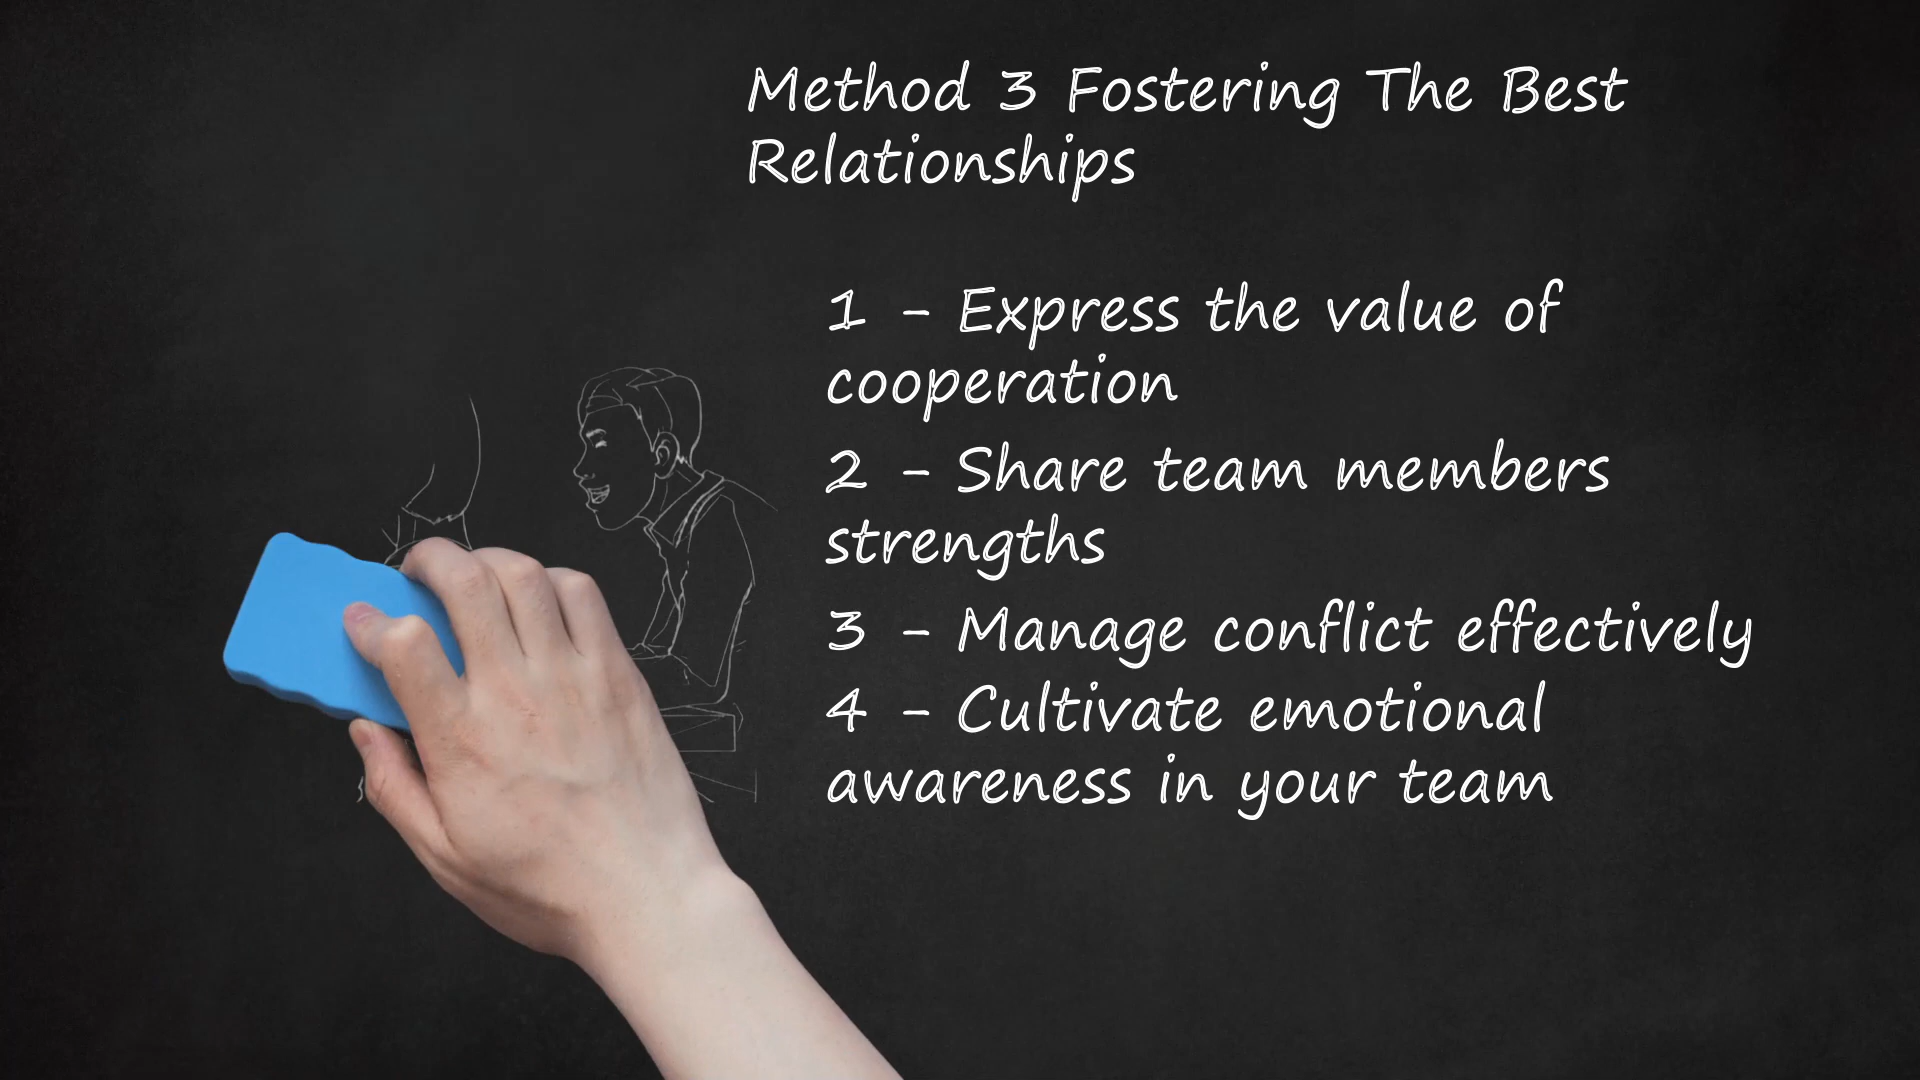 Method 3 Fostering The Best
Relationships
1 - Express the value of
cooperation
2 - Share team members
strengths
3 - Manage conflict effectively
4 - Cultivate emotional
awareness in your team